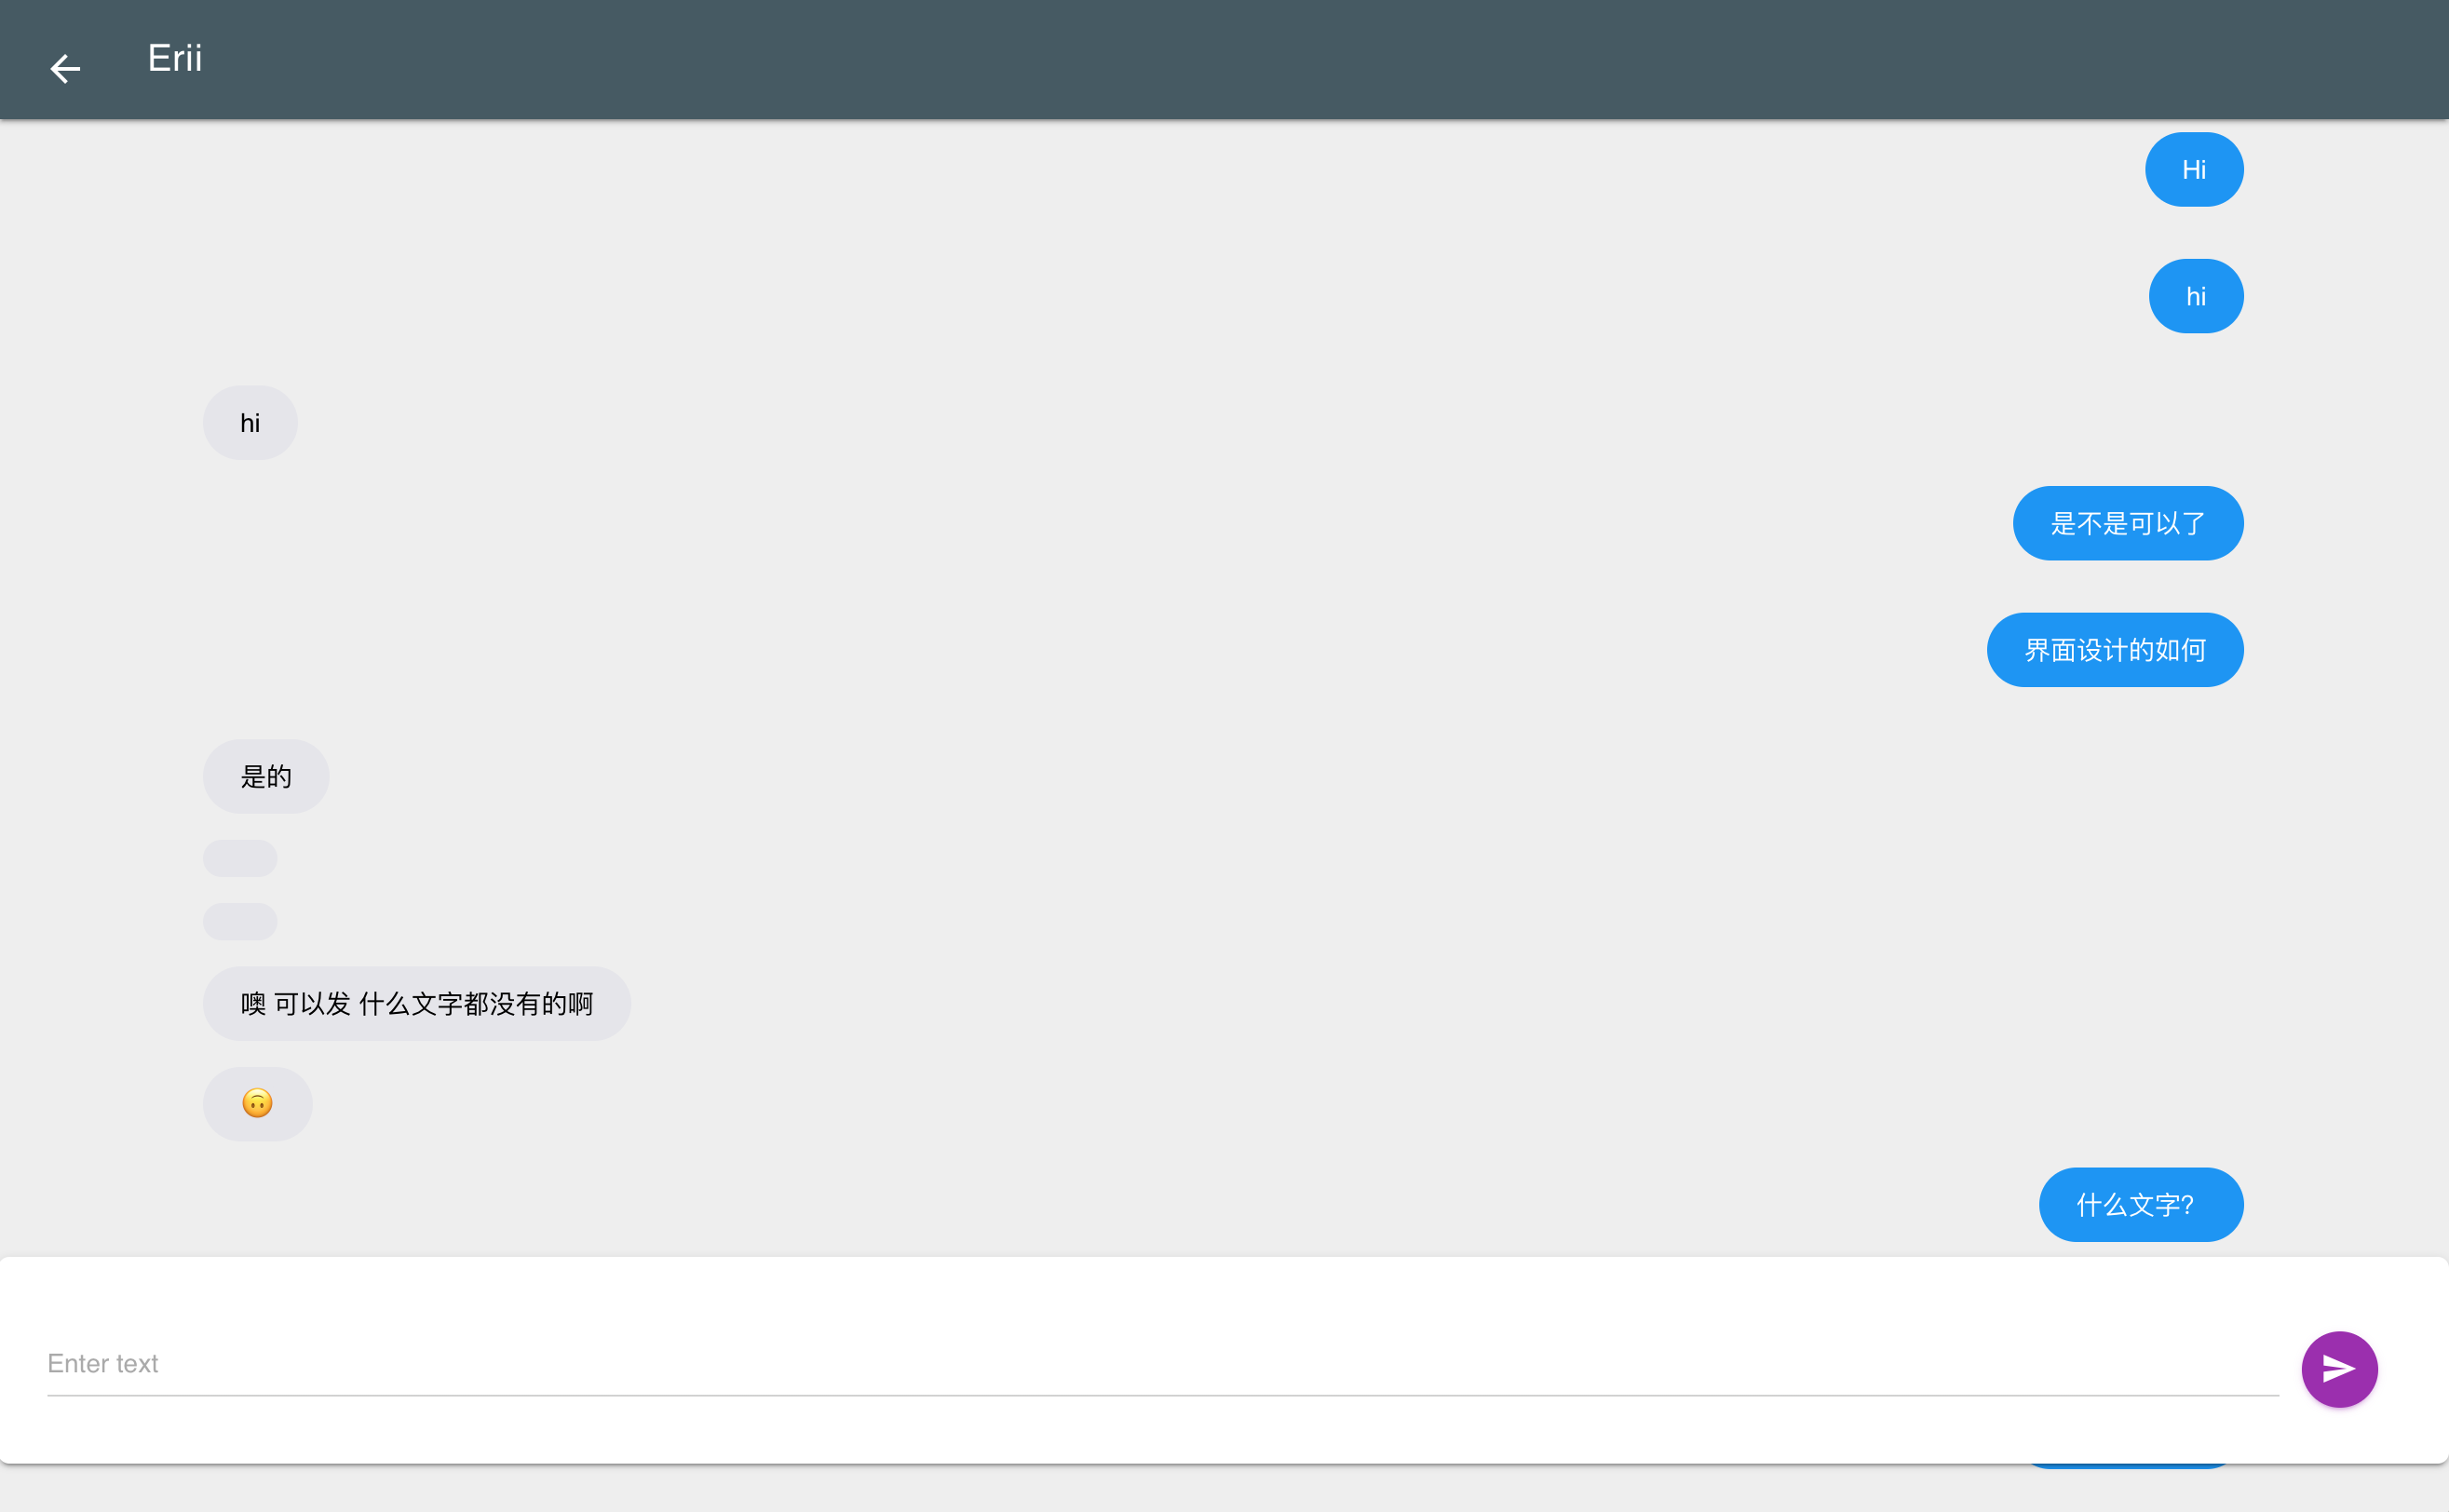 Erii
Hi
hi
hi
是不是可以了
界面设计的如何
是的
噢 可以发 什么文字都没有的啊
🙃
什么文字？
Enter text